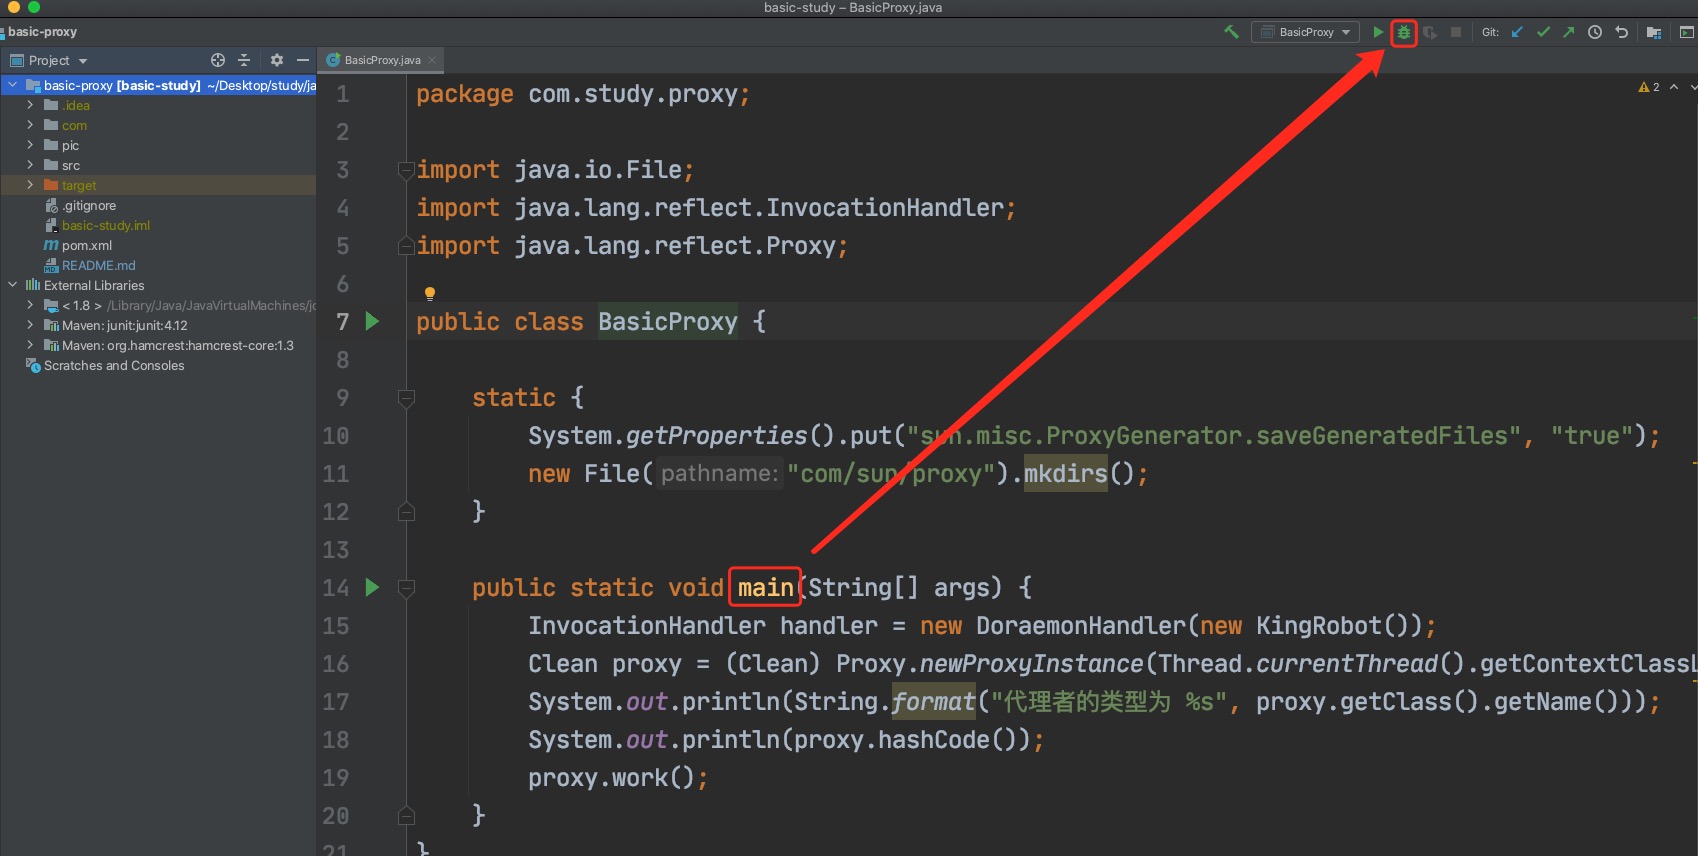 basic-study – BasicProxy.java
basic-proxy
BasicProxy
Git:
Project
BasicProxy.java
basic-proxy [basic-study] ~/Desktop/study/ja
.idea
com
pic
src
target
.gitignore
basic-study.iml
pom.xml
README.md
External Libraries
< 1.8 > /Library/Java/JavaVirtualMachines/jc
Maven: junit:junit:4.12
Maven: org.hamcrest:hamcrest-core:1.3
Scratches and Consoles
2
1 package com.study.proxy;
2
3 import java.io.File;
4 import java.lang.reflect.InvocationHandler;
5 import java.lang.reflect.Proxy;
6
7 public class BasicProxy {
8
9 static {
10 System.getProperties().put("sun.misc.ProxyGenerator.saveGeneratedFiles", "true");
11 new File( pathname: "com/sun/proxy").mkdirs();
12 }
13
14 public static void main(String[] args) {
15 InvocationHandler handler = new DoraemonHandler(new KingRobot());
16 Clean proxy = (Clean) Proxy.newProxyInstance(Thread.currentThread().getContextClassL
17 System.out.println(String.format("代理者的类型为 %s", proxy.getClass().getName()));
18 System.out.println(proxy.hashCode());
19 proxy.work();
20 }
21 }